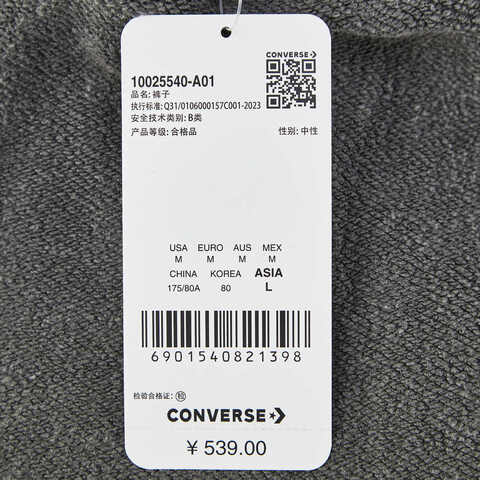 CONVERSE
10025540-A01
品名: 裤子
执行标准: Q31/0106000157C001-2023
安全技术类别: B类
产品等级: 合格品 性别: 中性
USA EURO AUS MEX
M M M M
CHINA KOREA ASIA
175/80A 80 L
6901540821398
检验合格证: 检
CONVERSE
¥ 539.00